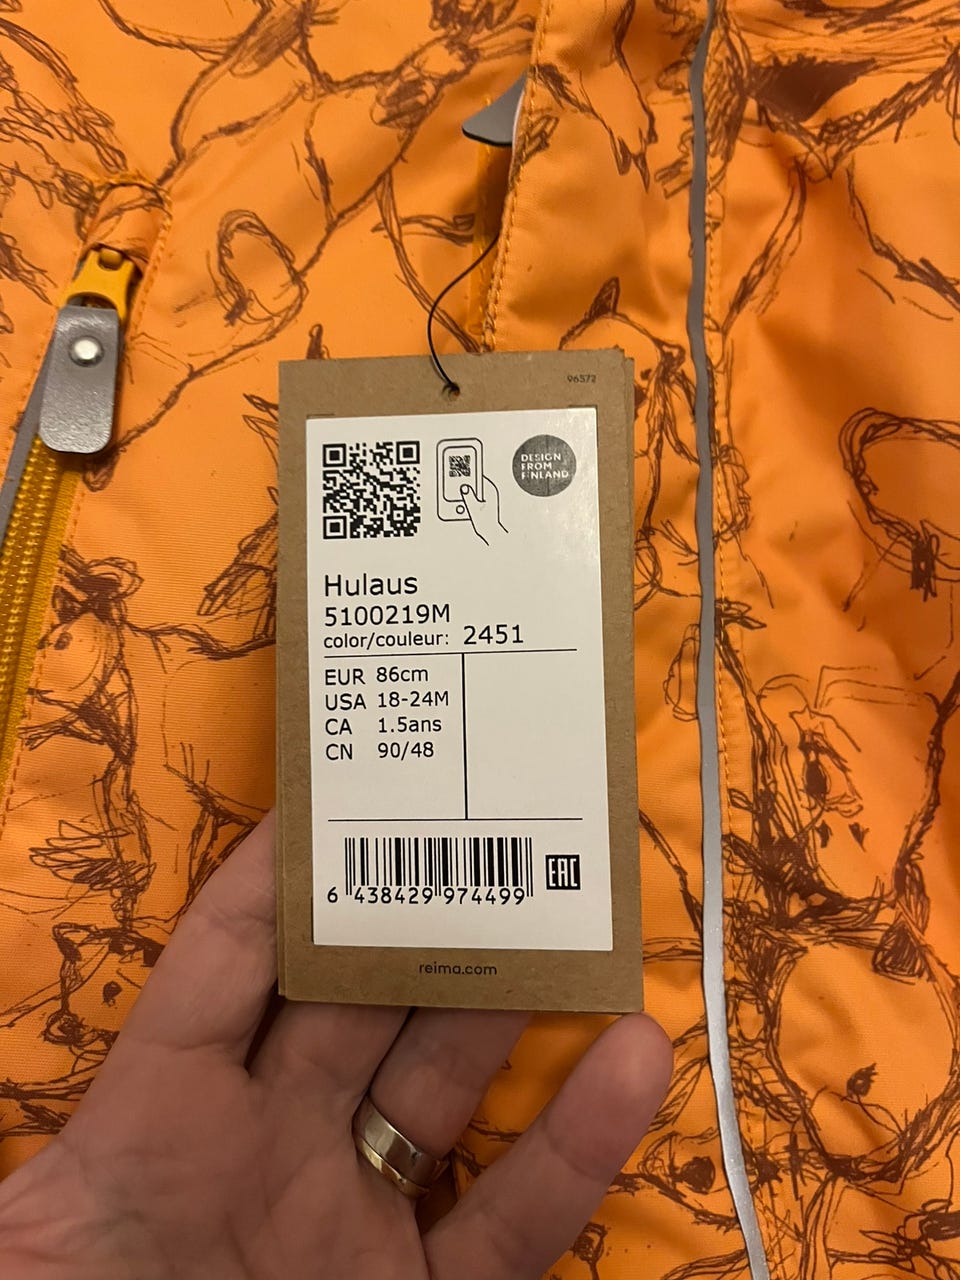 96572
DESIGN
FROM
FINLAND
Hulaus
5100219M
color/couleur: 2451
EUR 86cm
USA 18-24M
CA 1.5ans
CN 90/48
6 438429 974499
EAC
reima.com